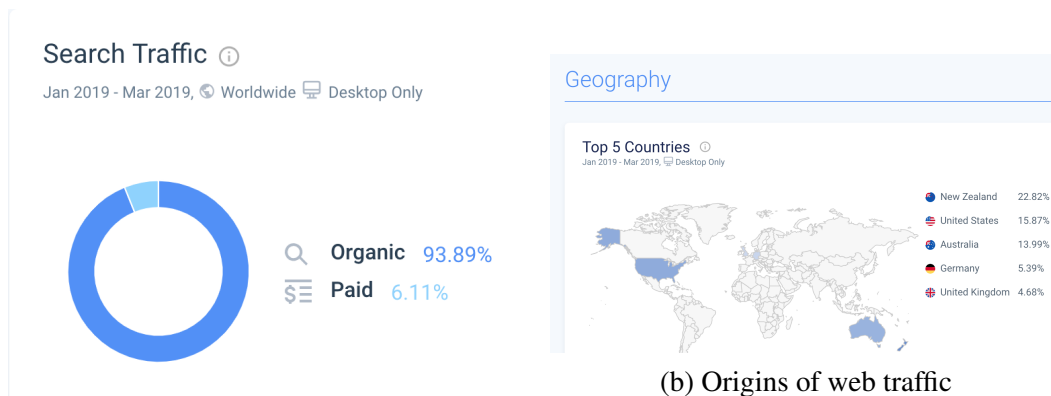 Search Traffic
Jan 2019 - Mar 2019, Worldwide Desktop Only
Organic 93.89%
Paid 6.11%
Geography
Top 5 Countries
Jan 2019 - Mar 2019, Desktop Only
New Zealand 22.82%
United States 15.87%
Australia 13.99%
Germany 5.39%
United Kingdom 4.68%
(b) Origins of web traffic